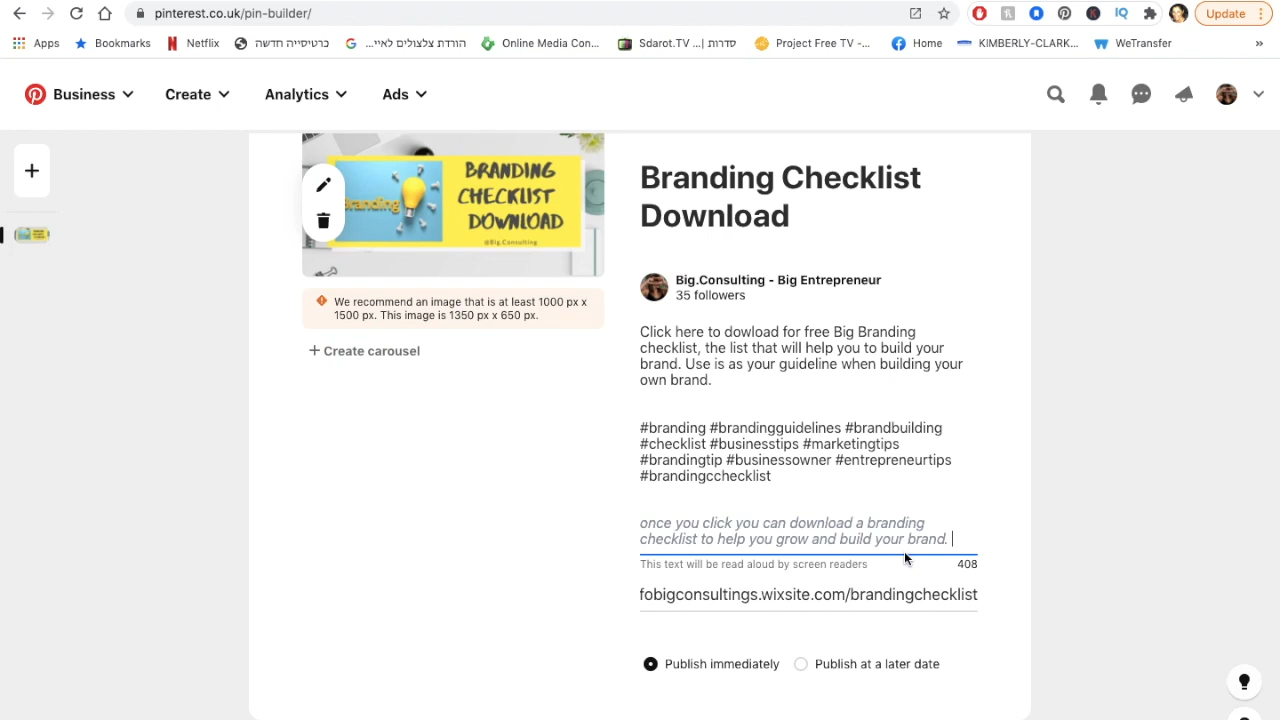 pinterest.co.uk/pin-builder/
Update
Apps
Bookmarks
Netflix
כרטיסייה חדשה
הורדת צלצולים לאיי...
Online Media Con...
Sdarot.TV סדרות |...
Project Free TV -...
Home
KIMBERLY-CLARK...
WeTransfer
»
Business
Create
Analytics
Ads
BRANDING
CHECKLIST
DOWNLOAD
@Big.Consulting
Branding
We recommend an image that is at least 1000 px x
1500 px. This image is 1350 px x 650 px.
+ Create carousel
Branding Checklist
Download
Big.Consulting - Big Entrepreneur
35 followers
Click here to dowload for free Big Branding
checklist, the list that will help you to build your
brand. Use is as your guideline when building your
own brand.
#branding #brandingguidelines #brandbuilding
#checklist #businesstips #marketingtips
#brandingtip #businessowner #entrepreneurtips
#brandingcchecklist
once you click you can download a branding
checklist to help you grow and build your brand.
This text will be read aloud by screen readers
408
fobigconsultings.wixsite.com/brandingchecklist
Publish immediately
Publish at a later date